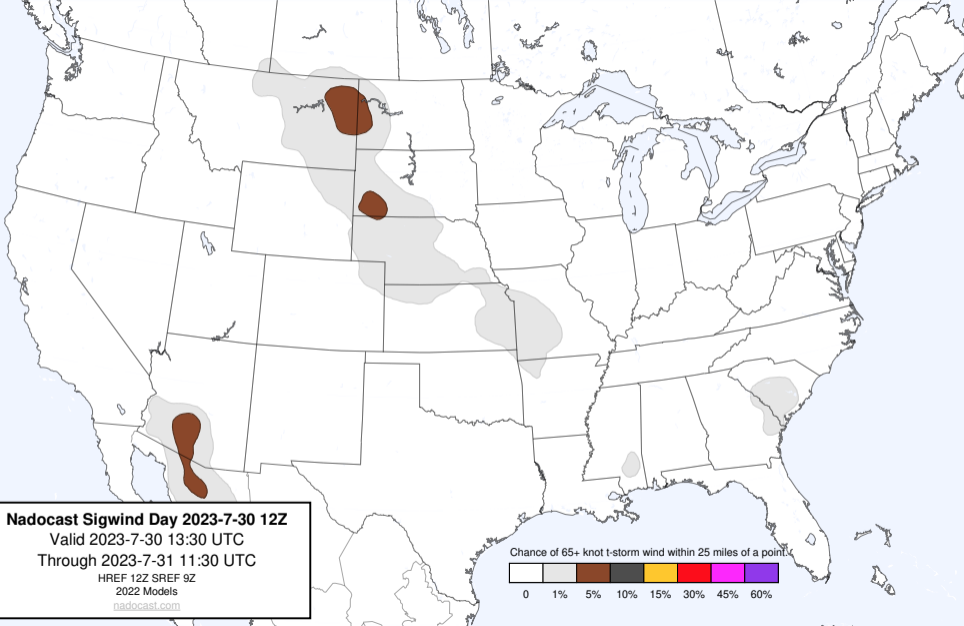 Nadocast Sigwind Day 2023-7-30 12Z
Valid 2023-7-30 13:30 UTC
Through 2023-7-31 11:30 UTC
HREF 12Z SREF 9Z
2022 Models
nadocast.com
Chance of 65+ knot t-storm wind within 25 miles of a point.
0 1% 5% 10% 15% 30% 45% 60%